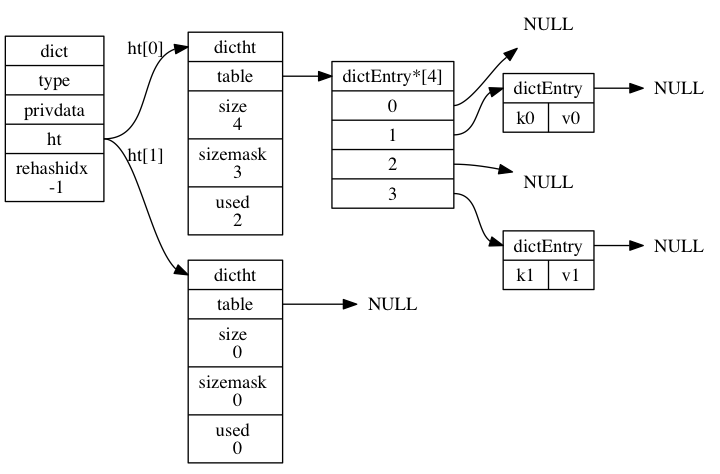 dict
type
privdata
ht
rehashidx
-1
ht[0]
ht[1]
dictht
table
size
4
sizemask
3
used
2
dictht
table
size
0
sizemask
0
used
0
NULL
dictEntry*[4]
0
1
2
3
NULL
dictEntry
k0 v0
NULL
NULL
dictEntry
k1 v1
NULL